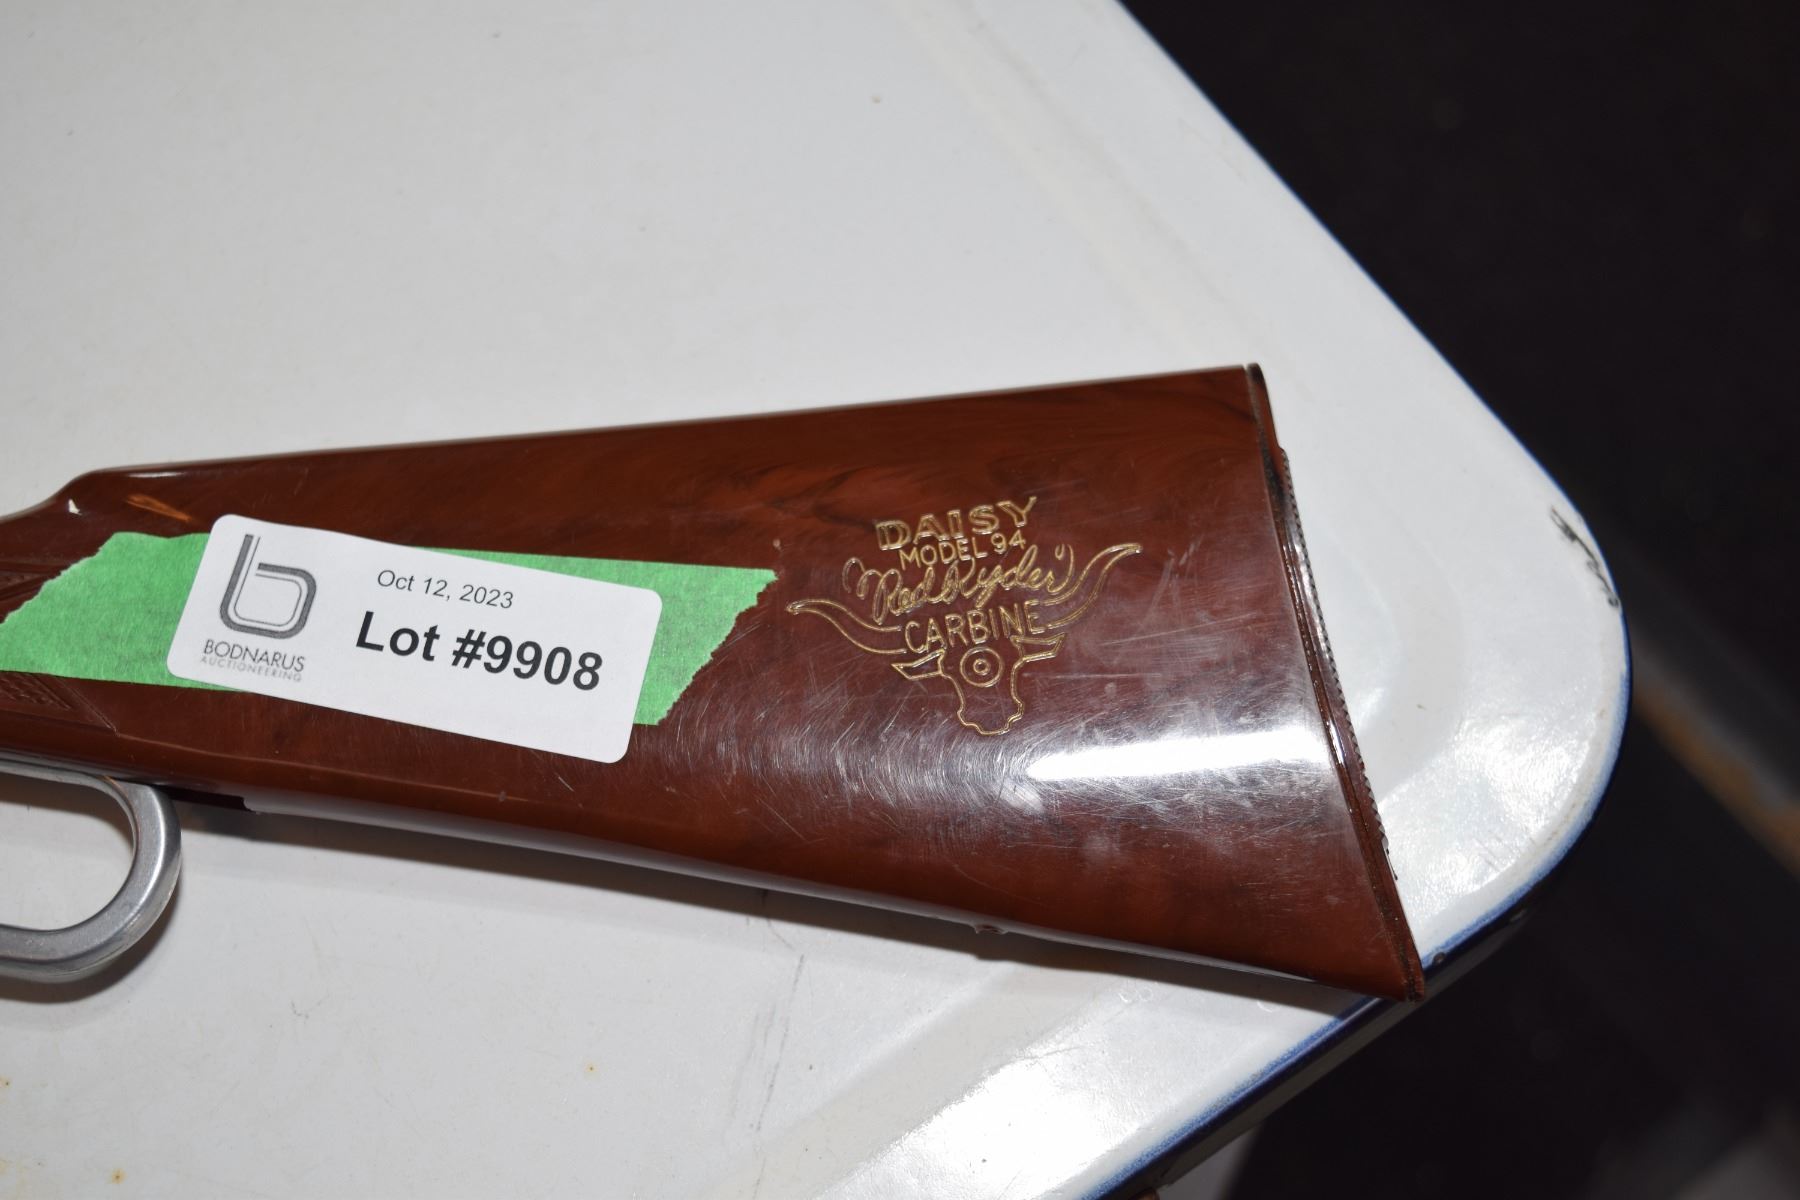 Oct 12, 2023
Lot #9908
b
BODNARUS
AUCTIONEERING
DAISY
MODEL 94
"Red Ryder"
CARBINE